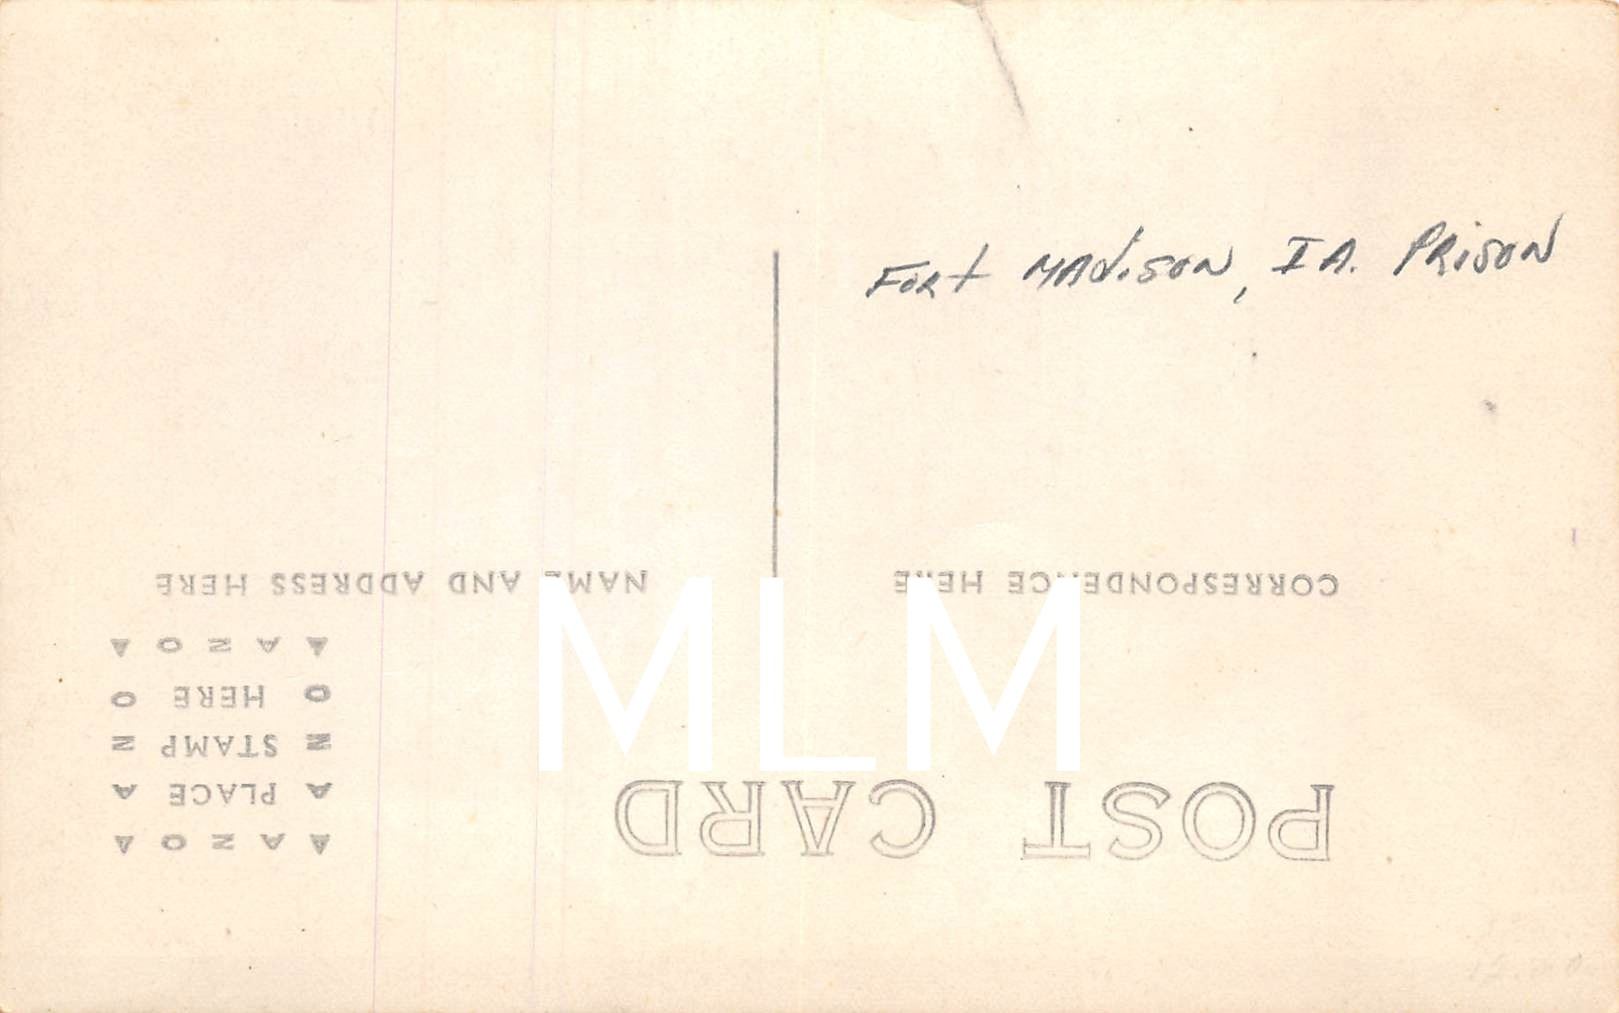 Fort Madison, IA. Prison
POST CARD
CORRESPONDENCE HERE
NAME AND ADDRESS HERE
▲ A Z O ▲
A PLACE A
Z STAMP Z
O HERE O
▲ A Z O ▲
MLM